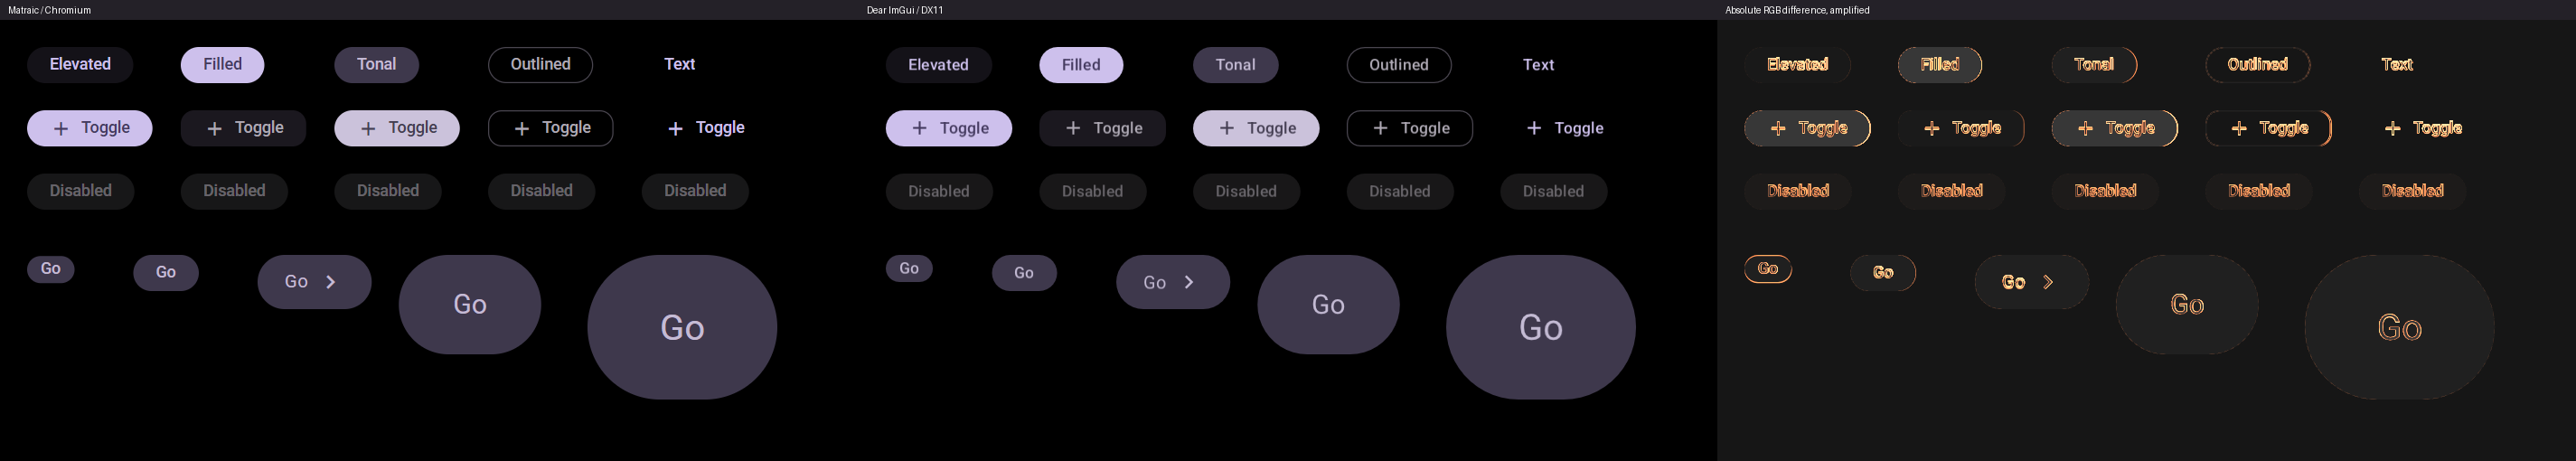 Matraic / Chromium Dear ImGui / DX11 Absolute RGB difference, amplified
Elevated Filled Tonal Outlined Text Elevated Filled Tonal Outlined Text Elevated Filled Tonal Outlined Text
Toggle Toggle Toggle Toggle Toggle Toggle Toggle Toggle Toggle Toggle Toggle Toggle Toggle Toggle Toggle
Disabled Disabled Disabled Disabled Disabled Disabled Disabled Disabled Disabled Disabled Disabled Disabled Disabled Disabled Disabled
Go Go Go Go Go Go Go Go Go Go Go Go Go Go Go